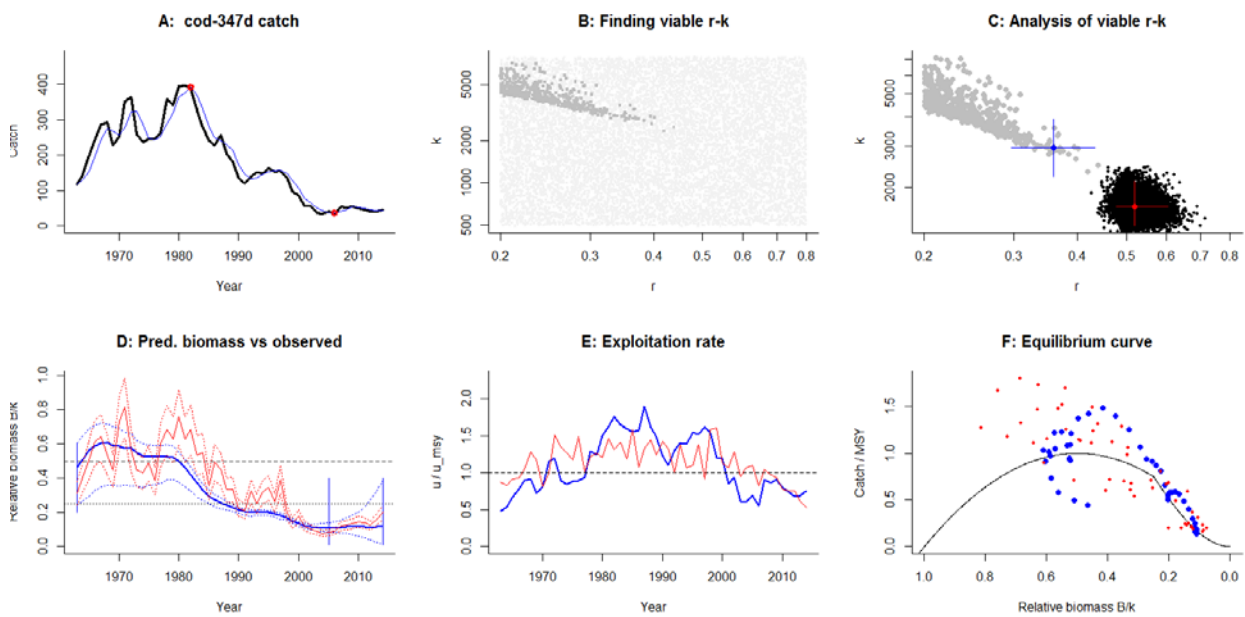 A: cod-347d catch
Catch
400
300
200
100
0
1970 1980 1990 2000 2010
Year
B: Finding viable r-k
k
5000
2000
1000
500
0.2 0.3 0.4 0.5 0.6 0.7 0.8
r
C: Analysis of viable r-k
k
5000
3000
2000
0.2 0.3 0.4 0.5 0.6 0.7 0.8
r
D: Pred. biomass vs observed
Relative biomass B/k
1.0
0.8
0.6
0.4
0.2
0.0
1970 1980 1990 2000 2010
Year
E: Exploitation rate
u / u_msy
2.0
1.5
1.0
0.5
0.0
1970 1980 1990 2000 2010
Year
F: Equilibrium curve
Catch / MSY
1.5
1.0
0.5
0.0
1.0 0.8 0.6 0.4 0.2 0.0
Relative biomass B/k